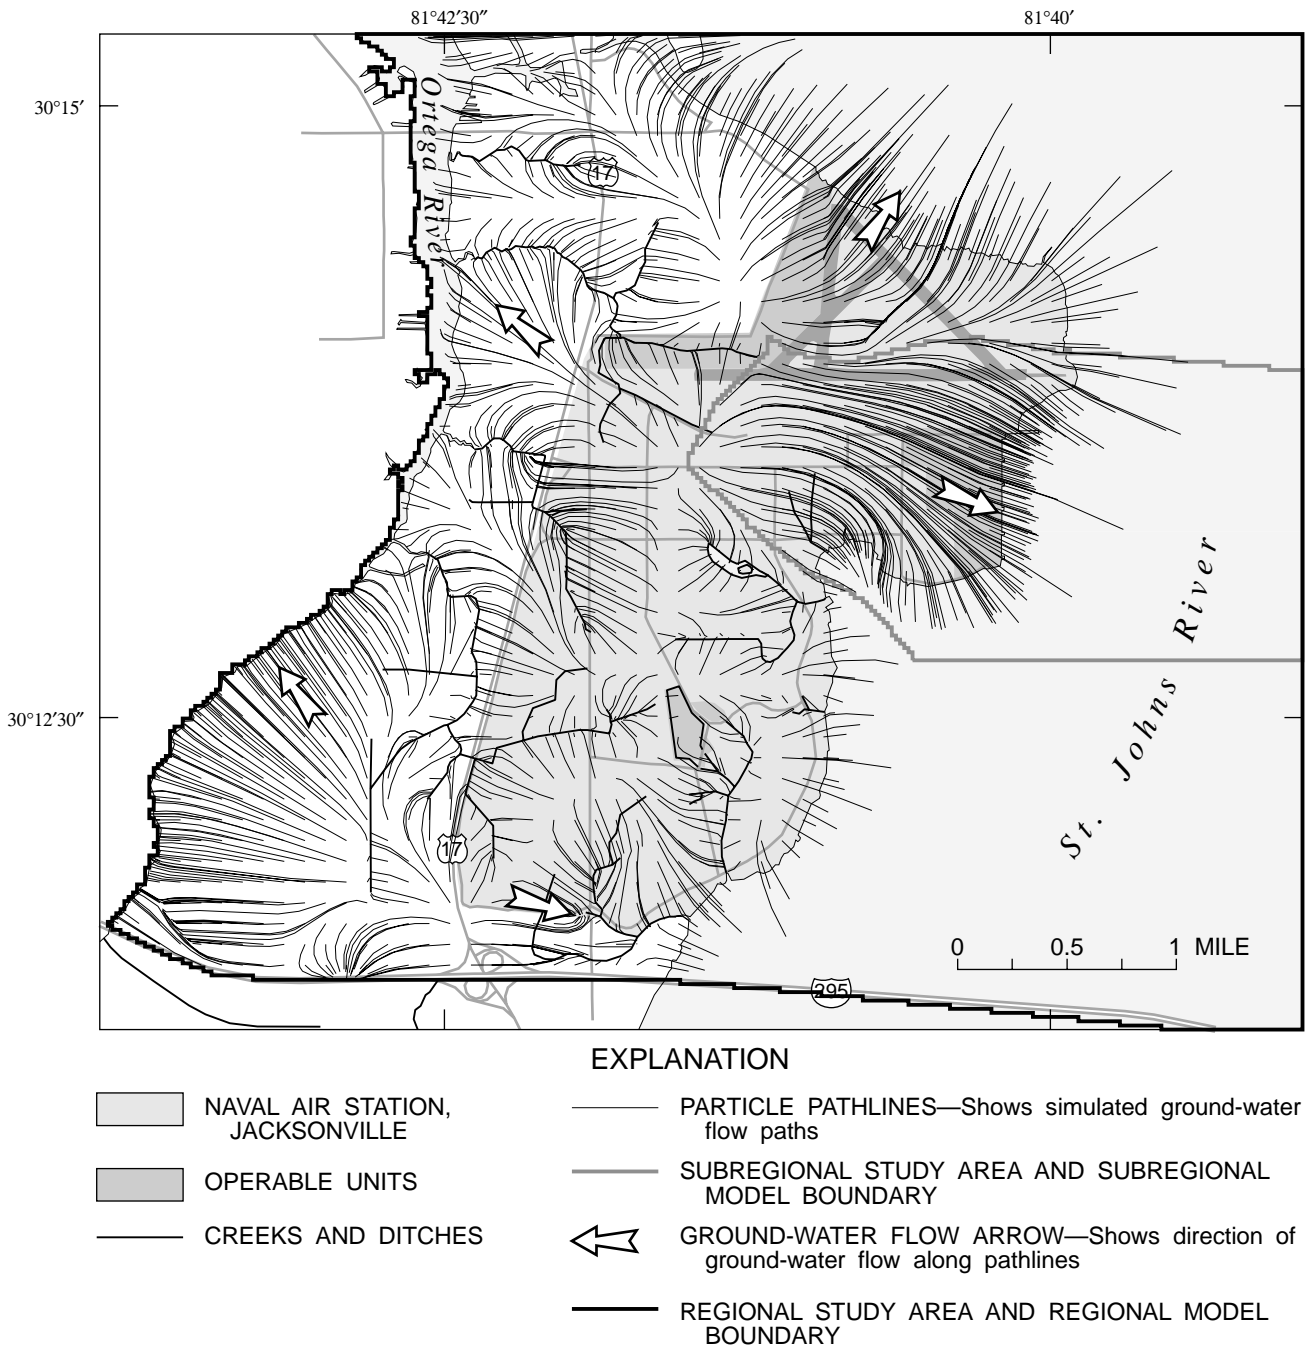 81°42′30″
81°40′
30°15′
Ortega River
17
30°12′30″
St. Johns River
17
0 0.5 1 MILE
295
EXPLANATION
NAVAL AIR STATION,
JACKSONVILLE
OPERABLE UNITS
CREEKS AND DITCHES
PARTICLE PATHLINES—Shows simulated ground-water
flow paths
SUBREGIONAL STUDY AREA AND SUBREGIONAL
MODEL BOUNDARY
GROUND-WATER FLOW ARROW—Shows direction of
ground-water flow along pathlines
REGIONAL STUDY AREA AND REGIONAL MODEL
BOUNDARY